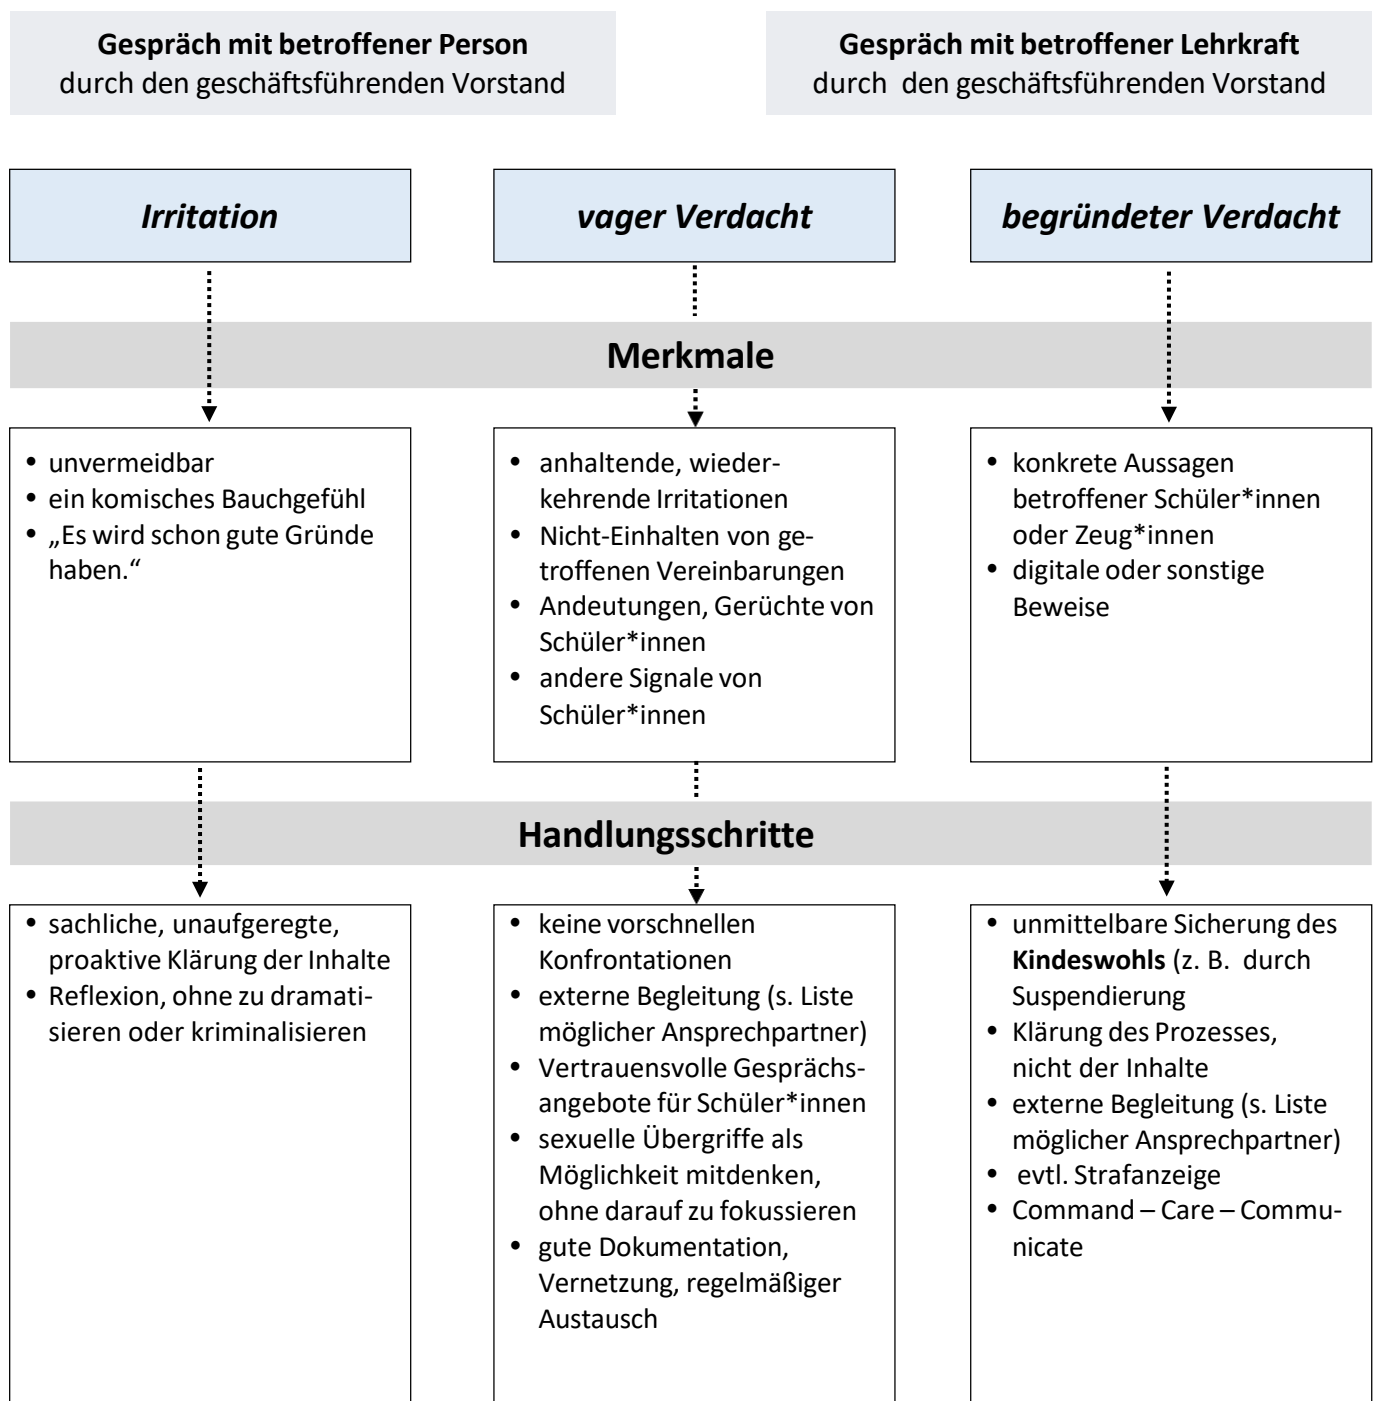 Gespräch mit betroffener Person
durch den geschäftsführenden Vorstand
Gespräch mit betroffener Lehrkraft
durch den geschäftsführenden Vorstand
Irritation
vager Verdacht
begründeter Verdacht
Merkmale
• unvermeidbar
• ein komisches Bauchgefühl
• „Es wird schon gute Gründe
haben.“
• anhaltende, wieder-
kehrende Irritationen
• Nicht-Einhalten von ge-
troffenen Vereinbarungen
• Andeutungen, Gerüchte von
Schüler*innen
• andere Signale von
Schüler*innen
• konkrete Aussagen
betroffener Schüler*innen
oder Zeug*innen
• digitale oder sonstige
Beweise
Handlungsschritte
• sachliche, unaufgeregte,
proaktive Klärung der Inhalte
• Reflexion, ohne zu dramati-
sieren oder kriminalisieren
• keine vorschnellen
Konfrontationen
• externe Begleitung (s. Liste
möglicher Ansprechpartner)
• Vertrauensvolle Gesprächs-
angebote für Schüler*innen
• sexuelle Übergriffe als
Möglichkeit mitdenken,
ohne darauf zu fokussieren
• gute Dokumentation,
Vernetzung, regelmäßiger
Austausch
• unmittelbare Sicherung des
Kindeswohls (z. B. durch
Suspendierung
• Klärung des Prozesses,
nicht der Inhalte
• externe Begleitung (s. Liste
möglicher Ansprechpartner)
• evtl. Strafanzeige
• Command – Care – Commu-
nicate